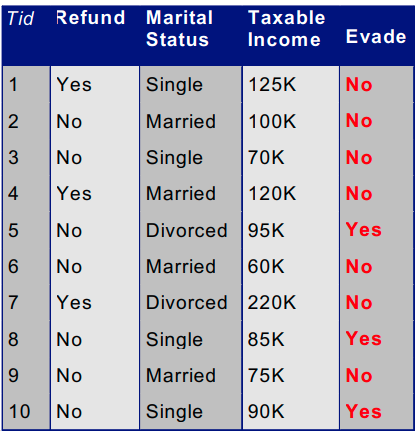 Tid Refund Marital Status Taxable Income Evade
1 Yes Single 125K No
2 No Married 100K No
3 No Single 70K No
4 Yes Married 120K No
5 No Divorced 95K Yes
6 No Married 60K No
7 Yes Divorced 220K No
8 No Single 85K Yes
9 No Married 75K No
10 No Single 90K Yes